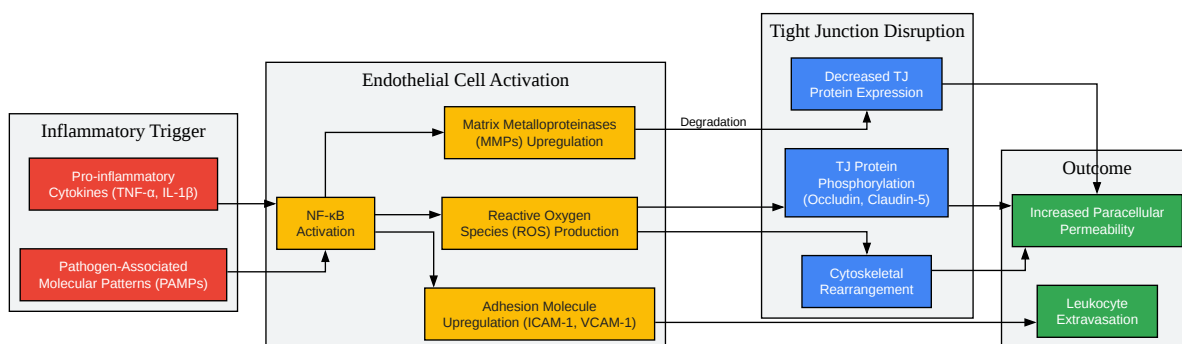 Inflammatory Trigger
Pro-inflammatory
Cytokines (TNF-α, IL-1β)
Pathogen-Associated
Molecular Patterns (PAMPs)
Endothelial Cell Activation
NF-κB
Activation
Matrix Metalloproteinases
(MMPs) Upregulation
Reactive Oxygen
Species (ROS) Production
Adhesion Molecule
Upregulation (ICAM-1, VCAM-1)
Degradation
Tight Junction Disruption
Decreased TJ
Protein Expression
TJ Protein
Phosphorylation
(Occludin, Claudin-5)
Cytoskeletal
Rearrangement
Outcome
Increased Paracellular
Permeability
Leukocyte
Extravasation